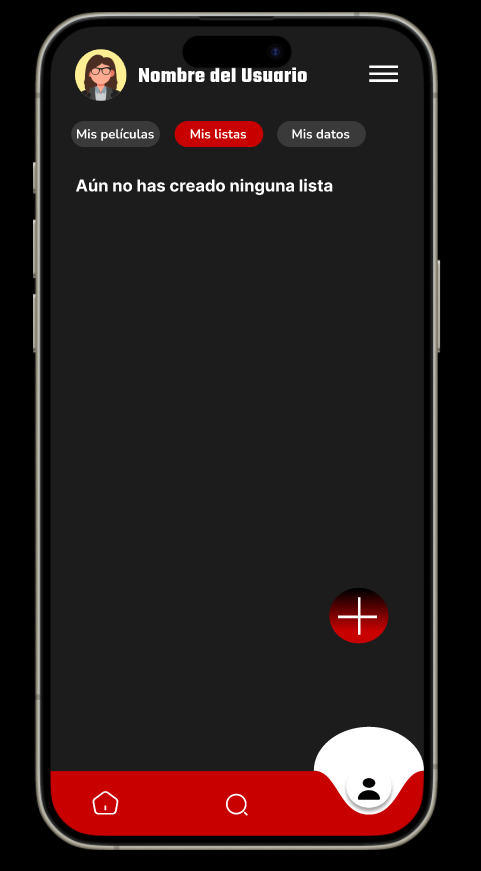 Nombre del Usuario
Mis películas Mis listas Mis datos
Aún no has creado ninguna lista